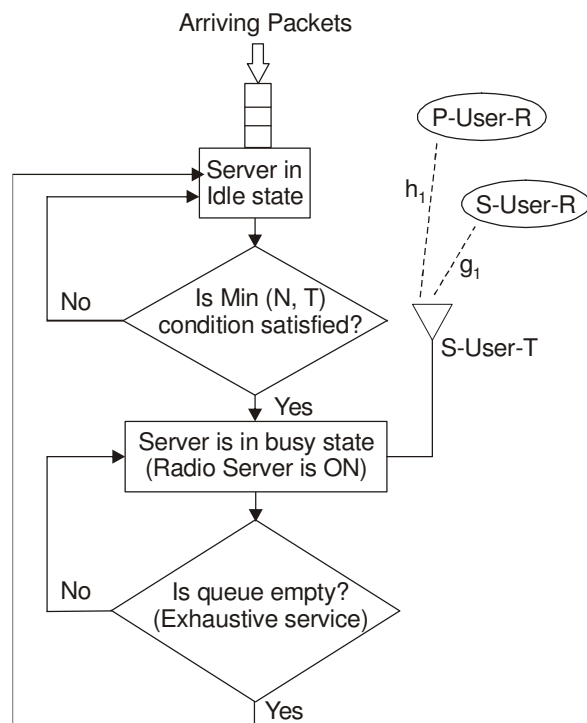 Arriving Packets
P-User-R
Server in
Idle state
S-User-R
h1
g1
No
Is Min (N, T)
condition satisfied?
S-User-T
Yes
Server is in busy state
(Radio Server is ON)
No
Is queue empty?
(Exhaustive service)
Yes